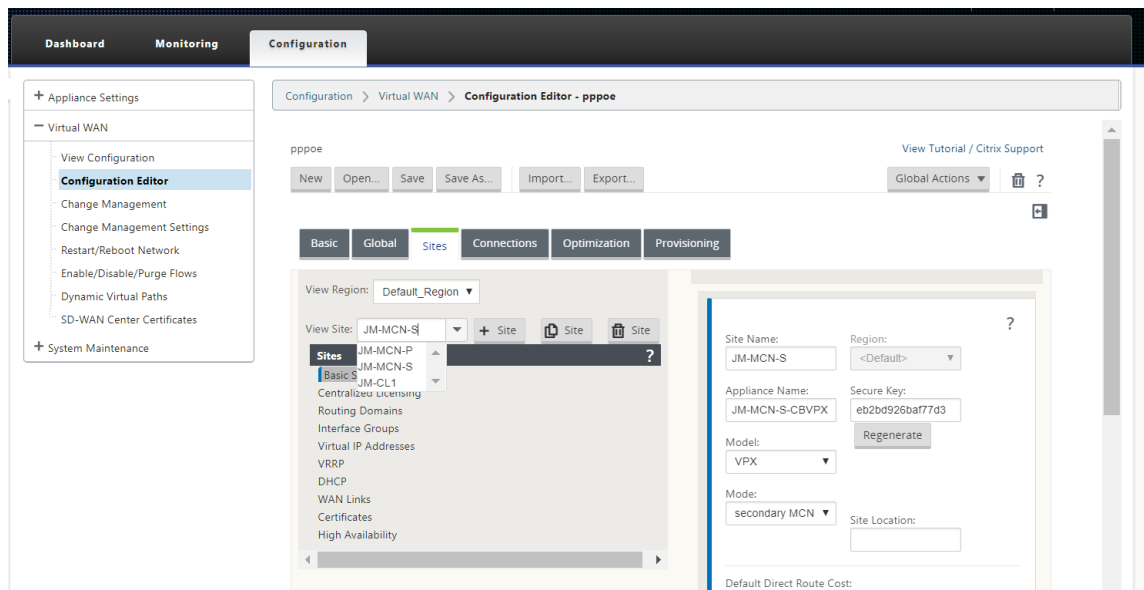 Dashboard Monitoring Configuration
+ Appliance Settings
− Virtual WAN
View Configuration
Configuration Editor
Change Management
Change Management Settings
Restart/Reboot Network
Enable/Disable/Purge Flows
Dynamic Virtual Paths
SD-WAN Center Certificates
+ System Maintenance
Configuration > Virtual WAN > Configuration Editor - pppoe
pppoe View Tutorial / Citrix Support
New Open... Save Save As... Import... Export... Global Actions ▼ ?
Basic Global Sites Connections Optimization Provisioning
View Region: Default_Region ▼
View Site: JM-MCN-S + Site Site Site
JM-MCN-P
JM-MCN-S
JM-CL1
Sites ?
Basic S
Centralized Licensing
Routing Domains
Interface Groups
Virtual IP Addresses
VRRP
DHCP
WAN Links
Certificates
High Availability
?
Site Name: Region:
JM-MCN-S <Default> ▼
Appliance Name: Secure Key:
JM-MCN-S-CBVPX eb2bd926baf77d3
Regenerate
Model:
VPX ▼
Mode:
secondary MCN ▼
Site Location:
Default Direct Route Cost: